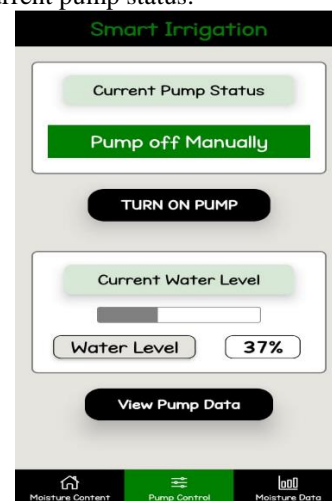 urrent pump status.
Smart Irrigation
Current Pump Status
Pump off Manually
TURN ON PUMP
Current Water Level
Water Level 37%
View Pump Data
Moisture Content Pump Control Moisture Data